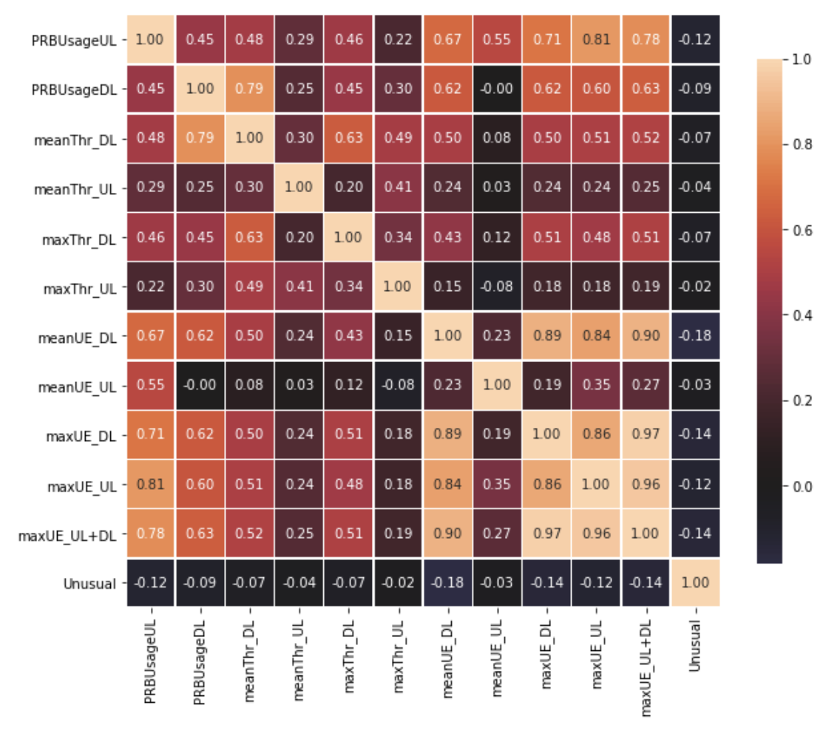 PRBUsageUL 1.00 0.45 0.48 0.29 0.46 0.22 0.67 0.55 0.71 0.81 0.78 -0.12
PRBUsageDL 0.45 1.00 0.79 0.25 0.45 0.30 0.62 -0.00 0.62 0.60 0.63 -0.09
meanThr_DL 0.48 0.79 1.00 0.30 0.63 0.49 0.50 0.08 0.50 0.51 0.52 -0.07
meanThr_UL 0.29 0.25 0.30 1.00 0.20 0.41 0.24 0.03 0.24 0.24 0.25 -0.04
maxThr_DL 0.46 0.45 0.63 0.20 1.00 0.34 0.43 0.12 0.51 0.48 0.51 -0.07
maxThr_UL 0.22 0.30 0.49 0.41 0.34 1.00 0.15 -0.08 0.18 0.18 0.19 -0.02
meanUE_DL 0.67 0.62 0.50 0.24 0.43 0.15 1.00 0.23 0.89 0.84 0.90 -0.18
meanUE_UL 0.55 -0.00 0.08 0.03 0.12 -0.08 0.23 1.00 0.19 0.35 0.27 -0.03
maxUE_DL 0.71 0.62 0.50 0.24 0.51 0.18 0.89 0.19 1.00 0.86 0.97 -0.14
maxUE_UL 0.81 0.60 0.51 0.24 0.48 0.18 0.84 0.35 0.86 1.00 0.96 -0.12
maxUE_UL+DL 0.78 0.63 0.52 0.25 0.51 0.19 0.90 0.27 0.97 0.96 1.00 -0.14
Unusual -0.12 -0.09 -0.07 -0.04 -0.07 -0.02 -0.18 -0.03 -0.14 -0.12 -0.14 1.00
PRBUsageUL
PRBUsageDL
meanThr_DL
meanThr_UL
maxThr_DL
maxThr_UL
meanUE_DL
meanUE_UL
maxUE_DL
maxUE_UL
maxUE_UL+DL
Unusual
1.0
0.8
0.6
0.4
0.2
0.0